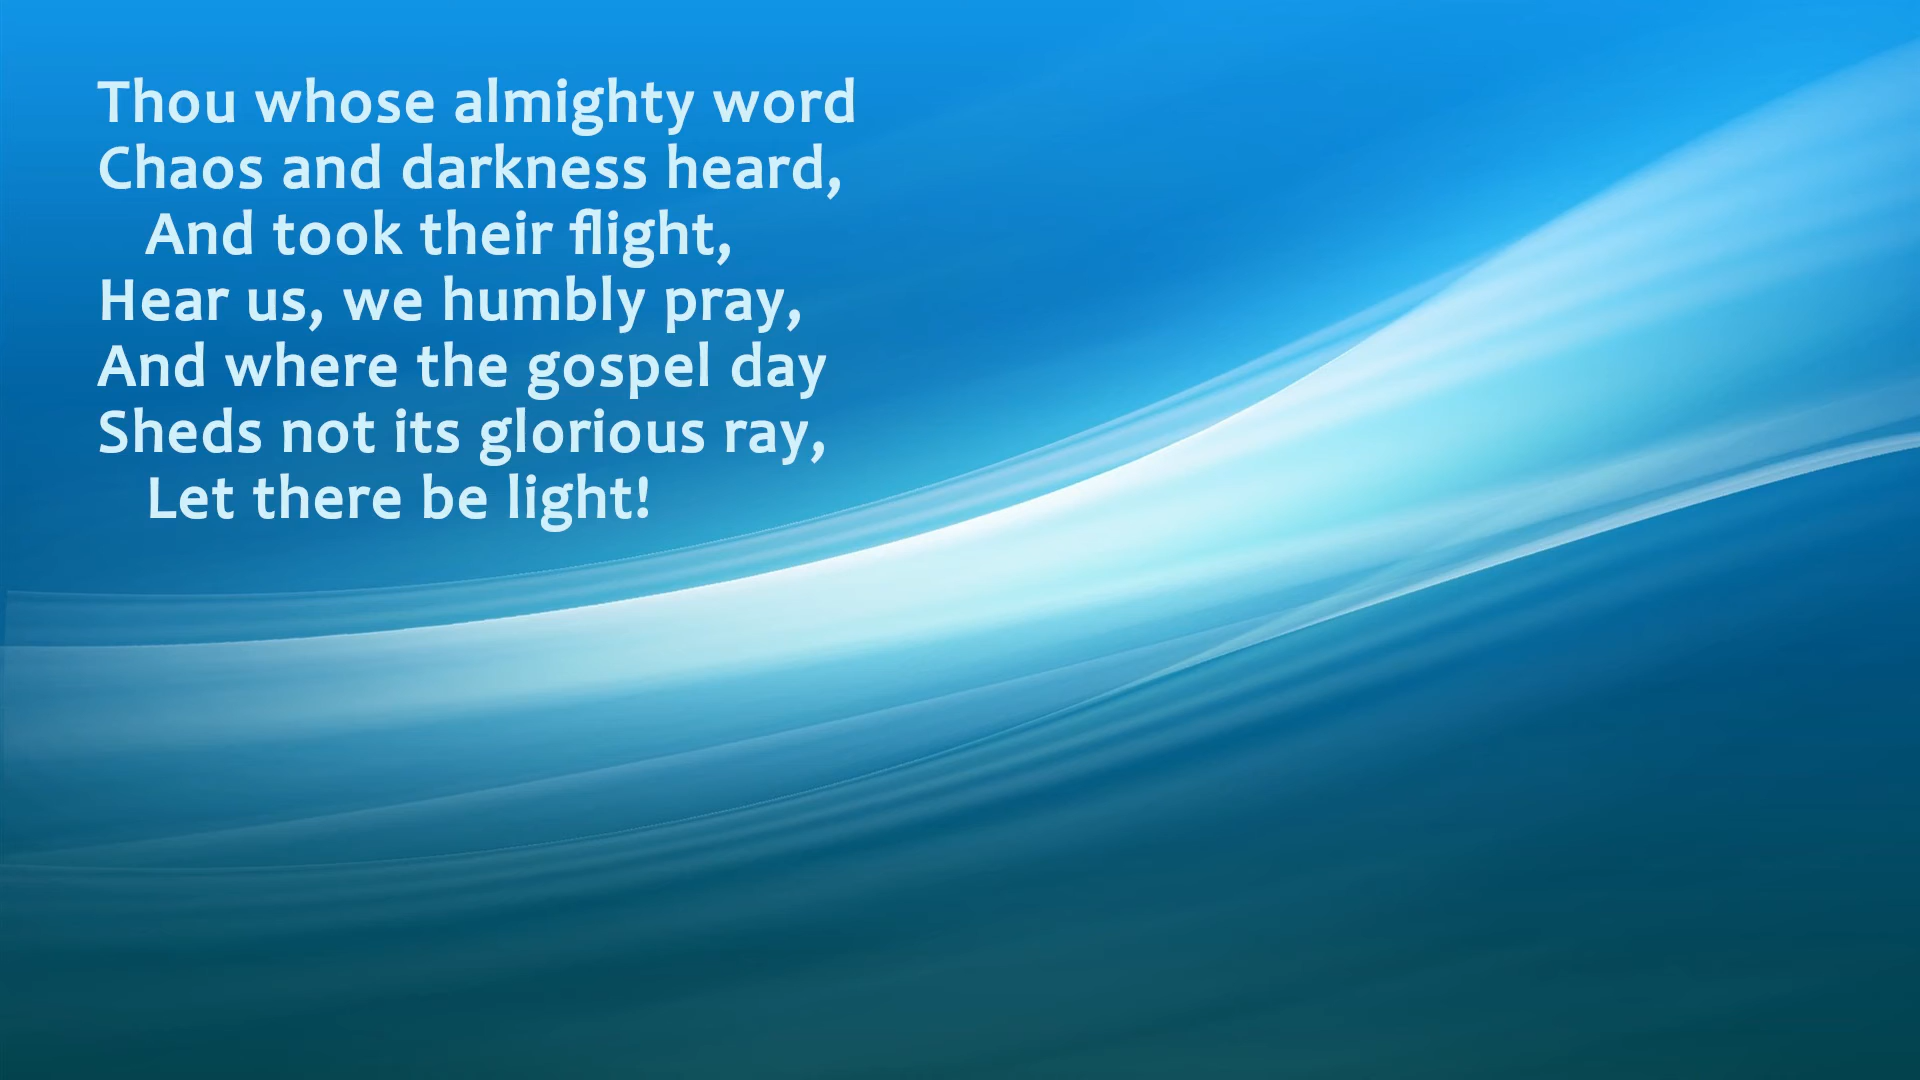 Thou whose almighty word
Chaos and darkness heard,
And took their flight,
Hear us, we humbly pray,
And where the gospel day
Sheds not its glorious ray,
Let there be light!